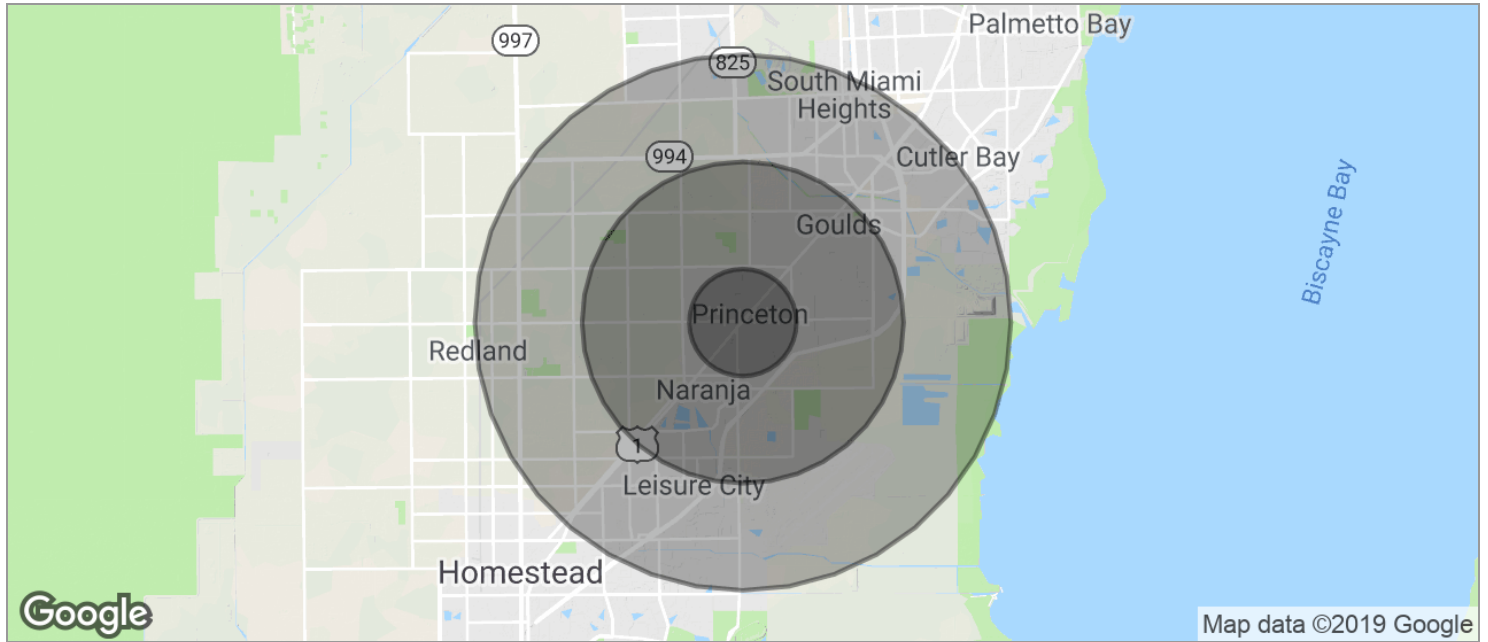 Palmetto Bay
997
825
South Miami
Heights
994
Cutler Bay
Biscayne Bay
Goulds
Princeton
Redland
Naranja
1
Leisure City
Homestead
Google
Map data ©2019 Google